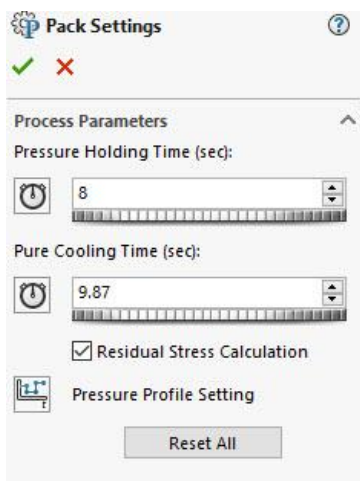 Pack Settings
Process Parameters
Pressure Holding Time (sec):
8
Pure Cooling Time (sec):
9.87
Residual Stress Calculation
Pressure Profile Setting
Reset All